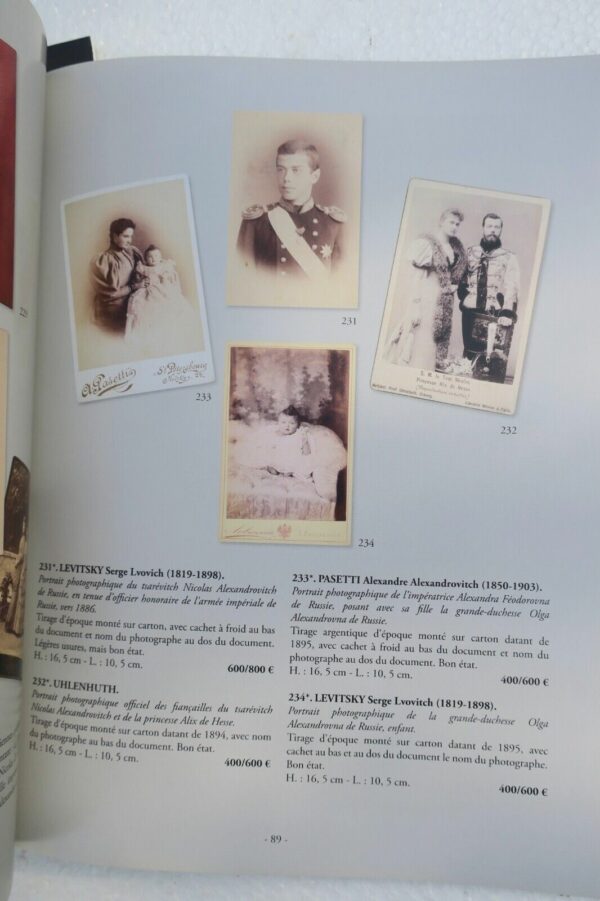 231
232
233
234
A. Pasetti
St Petersbourg
S. M. le Tsar Nicolas,
Princesse Alix de Hesse
231*. LEVITSKY Serge Lvovich (1819-1898).
Portrait photographique du tsarévitch Nicolas Alexandrovitch
de Russie, en tenue d'officier honoraire de l'armée impériale de
Russie, vers 1886.
Tirage d'époque monté sur carton, avec cachet à froid au bas
du document et nom du photographe au dos du document.
Légères usures, mais bon état.
H. : 16, 5 cm - L. : 10, 5 cm. 600/800 €
232*. UHLENHUTH.
Portrait photographique officiel des fiançailles du tsarévitch
Nicolas Alexandrovitch et de la princesse Alix de Hesse.
Tirage d'époque monté sur carton datant de 1894, avec nom
du photographe au bas du document. Bon état.
H. : 16, 5 cm - L. : 10, 5 cm. 400/600 €
233*. PASETTI Alexandre Alexandrovitch (1850-1903).
Portrait photographique de l'impératrice Alexandra Féodorovna
de Russie, posant avec sa fille la grande-duchesse Olga
Alexandrovna de Russie.
Tirage argentique d'époque monté sur carton datant de
1895, avec cachet à froid au bas du document et nom du
photographe au dos du document. Bon état.
H. : 16, 5 cm - L. : 10, 5 cm. 400/600 €
234*. LEVITSKY Serge Lvovich (1819-1898).
Portrait photographique de la grande-duchesse Olga
Alexandrovna de Russie, enfant.
Tirage d'époque monté sur carton datant de 1895, avec
cachet au bas et au dos du document le nom du photographe.
Bon état.
H. : 16, 5 cm - L. : 10, 5 cm. 400/600 €
- 89 -